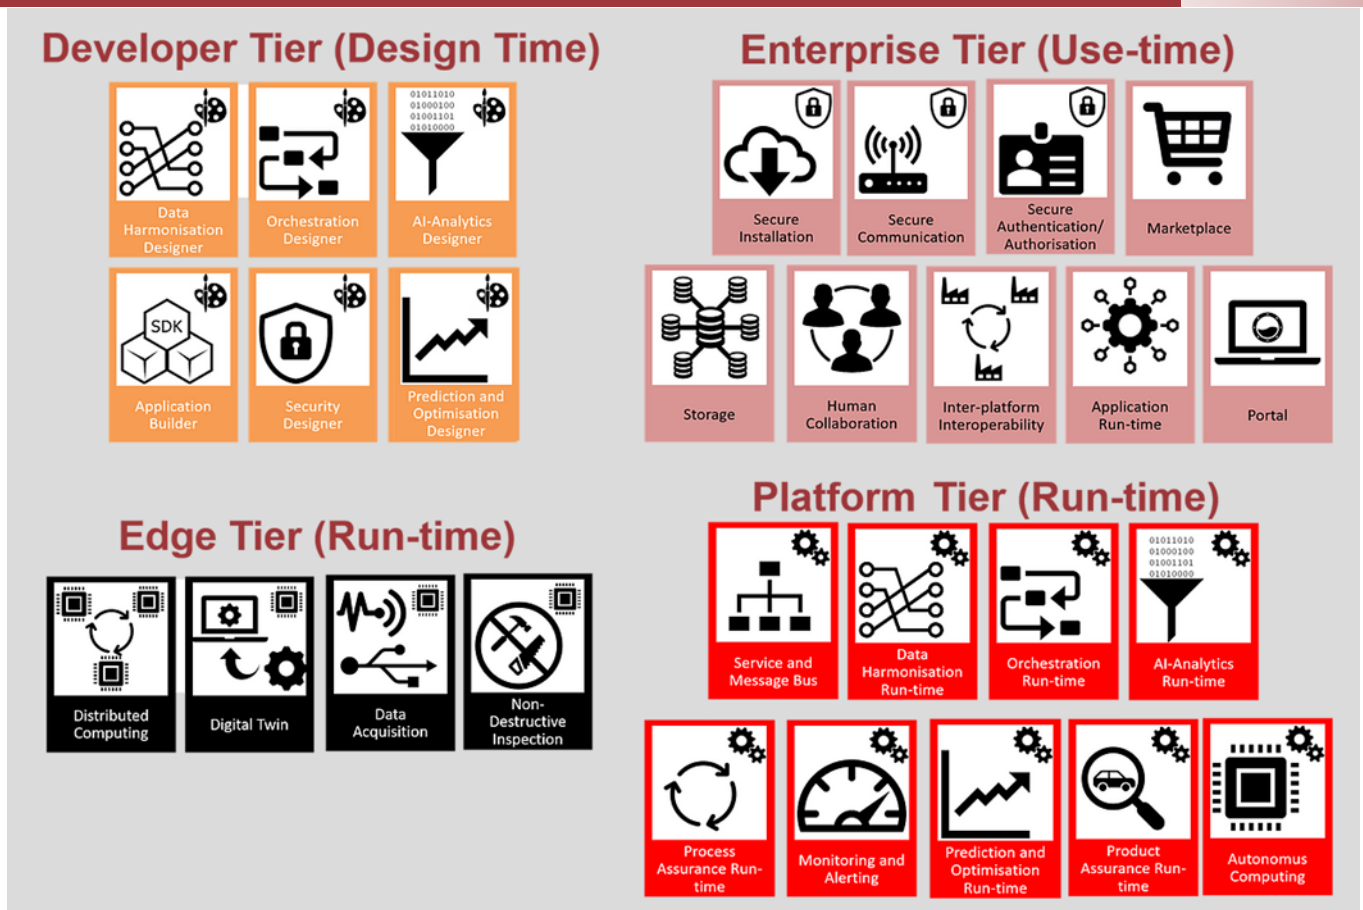 Developer Tier (Design Time)
01011010
01000100
01001101
01010000
Data
Harmonisation
Designer
Orchestration
Designer
AI-Analytics
Designer
SDK
Application
Builder
Security
Designer
Prediction and
Optimisation
Designer
Enterprise Tier (Use-time)
Secure
Installation
Secure
Communication
Secure
Authentication/
Authorisation
Marketplace
Storage
Human
Collaboration
Inter-platform
Interoperability
Application
Run-time
Portal
Edge Tier (Run-time)
Distributed
Computing
Digital Twin
Data
Acquisition
Non-
Destructive
Inspection
Platform Tier (Run-time)
Service and
Message Bus
Data
Harmonisation
Run-time
Orchestration
Run-time
01011010
01000100
01001101
01010000
AI-Analytics
Run-time
Process
Assurance Run-
time
Monitoring and
Alerting
Prediction and
Optimisation
Run-time
Product
Assurance Run-
time
Autonomus
Computing